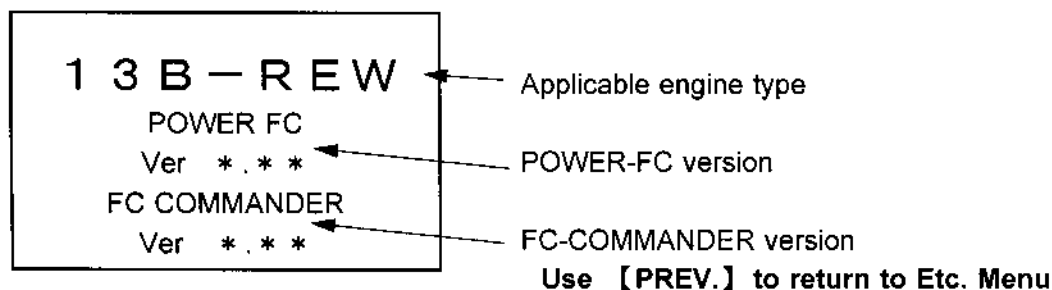 13B-REW
Applicable engine type
POWER FC
Ver *.**
POWER-FC version
FC COMMANDER
Ver *.**
FC-COMMANDER version
Use 【PREV.】 to return to Etc. Menu